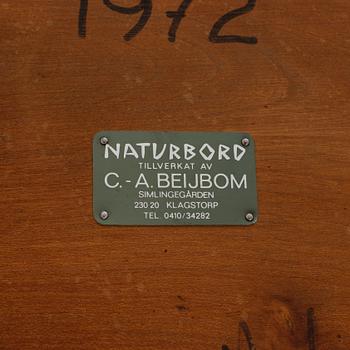 1972
NATURBORD
TILLVERKAT AV
C.-A. BEIJBOM
SIMLINGEGÅRDEN
230 20 KLAGSTORP
TEL. 0410/34282